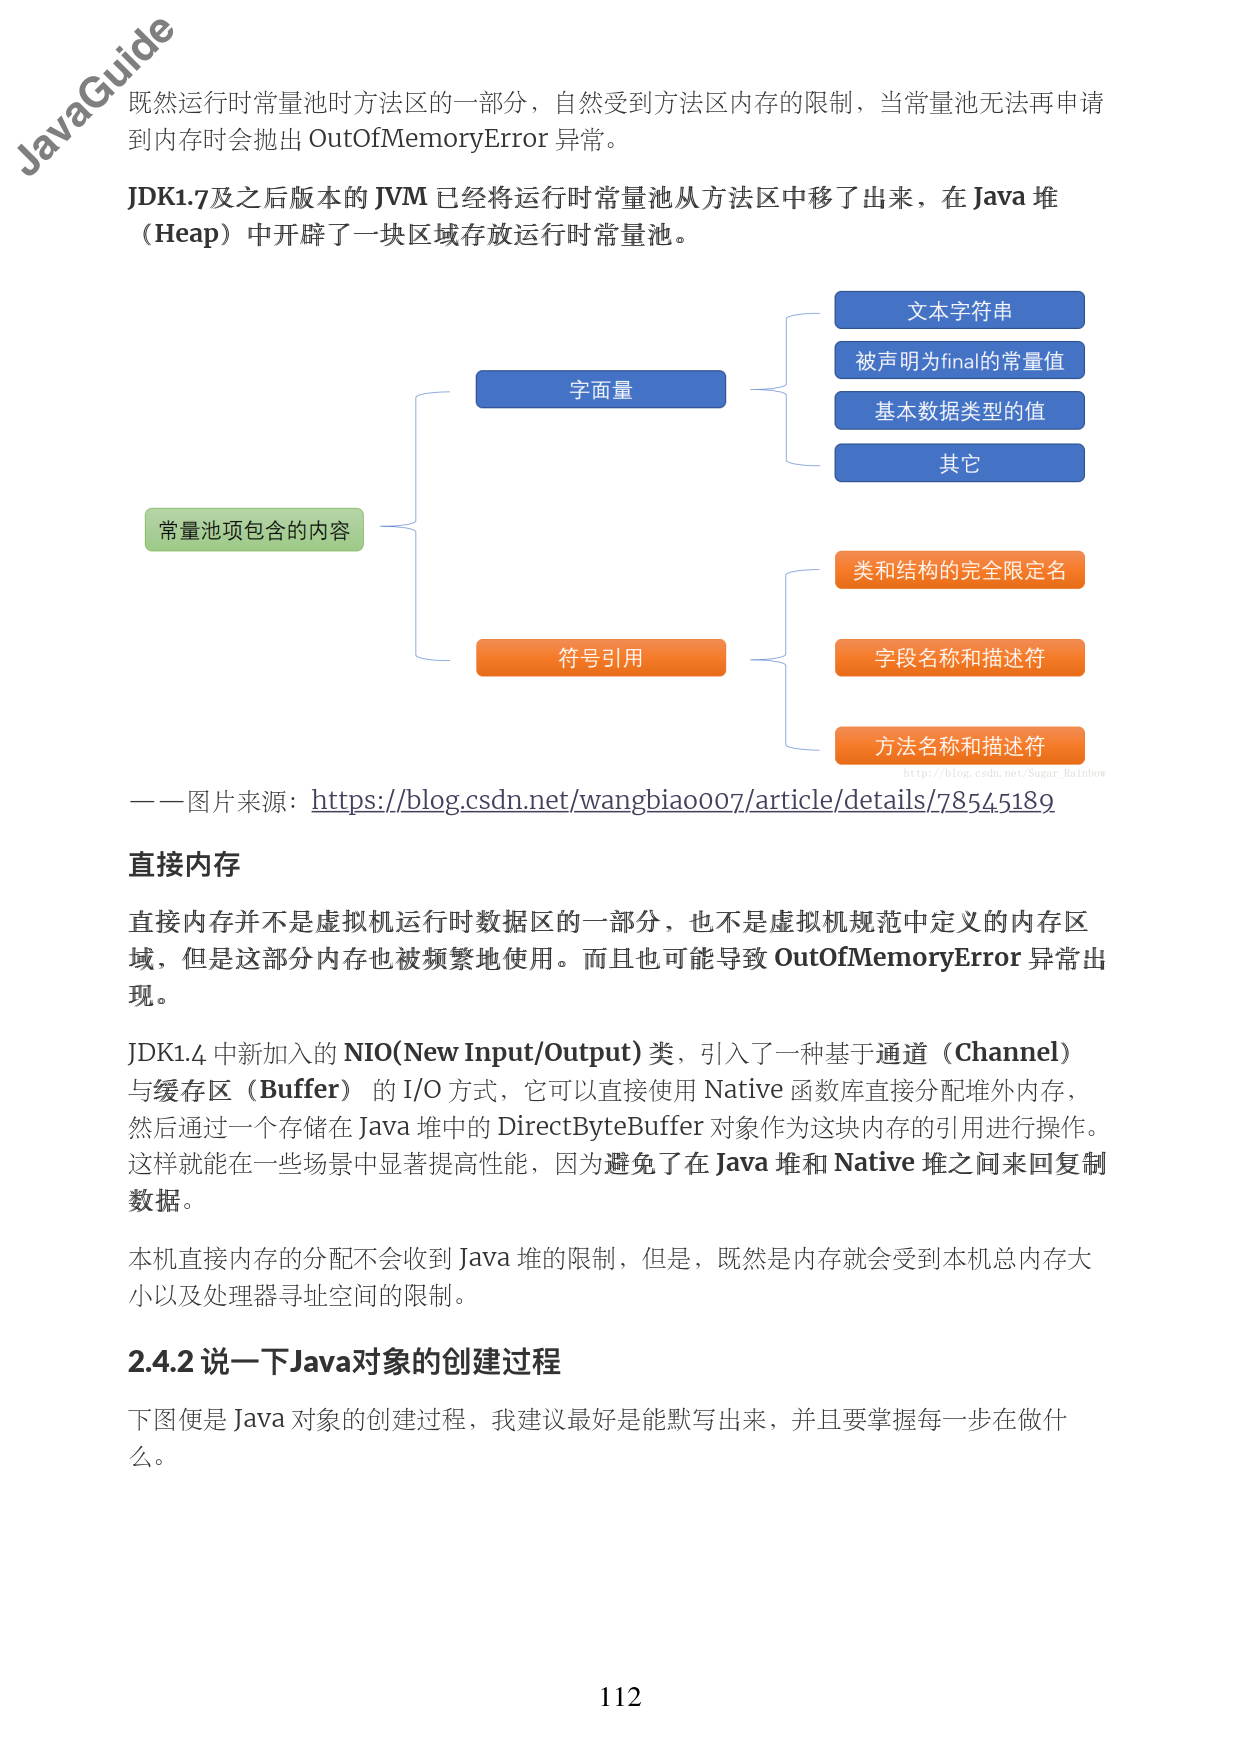 JavaGuide
既然运行时常量池时方法区的一部分，自然受到方法区内存的限制，当常量池无法再申请
到内存时会抛出 OutOfMemoryError 异常。
JDK1.7及之后版本的 JVM 已经将运行时常量池从方法区中移了出来，在 Java 堆
（Heap）中开辟了一块区域存放运行时常量池。
文本字符串
被声明为final的常量值
字面量
基本数据类型的值
其它
常量池项包含的内容
类和结构的完全限定名
符号引用
字段名称和描述符
方法名称和描述符
http://blog.csdn.net/Sugar_Rainbow
——图片来源：https://blog.csdn.net/wangbiao007/article/details/78545189
直接内存
直接内存并不是虚拟机运行时数据区的一部分，也不是虚拟机规范中定义的内存区
域，但是这部分内存也被频繁地使用。而且也可能导致 OutOfMemoryError 异常出
现。
JDK1.4 中新加入的 NIO(New Input/Output) 类，引入了一种基于通道（Channel）
与缓存区（Buffer） 的 I/O 方式，它可以直接使用 Native 函数库直接分配堆外内存，
然后通过一个存储在 Java 堆中的 DirectByteBuffer 对象作为这块内存的引用进行操作。
这样就能在一些场景中显著提高性能，因为避免了在 Java 堆和 Native 堆之间来回复制
数据。
本机直接内存的分配不会收到 Java 堆的限制，但是，既然是内存就会受到本机总内存大
小以及处理器寻址空间的限制。
2.4.2 说一下Java对象的创建过程
下图便是 Java 对象的创建过程，我建议最好是能默写出来，并且要掌握每一步在做什
么。
112